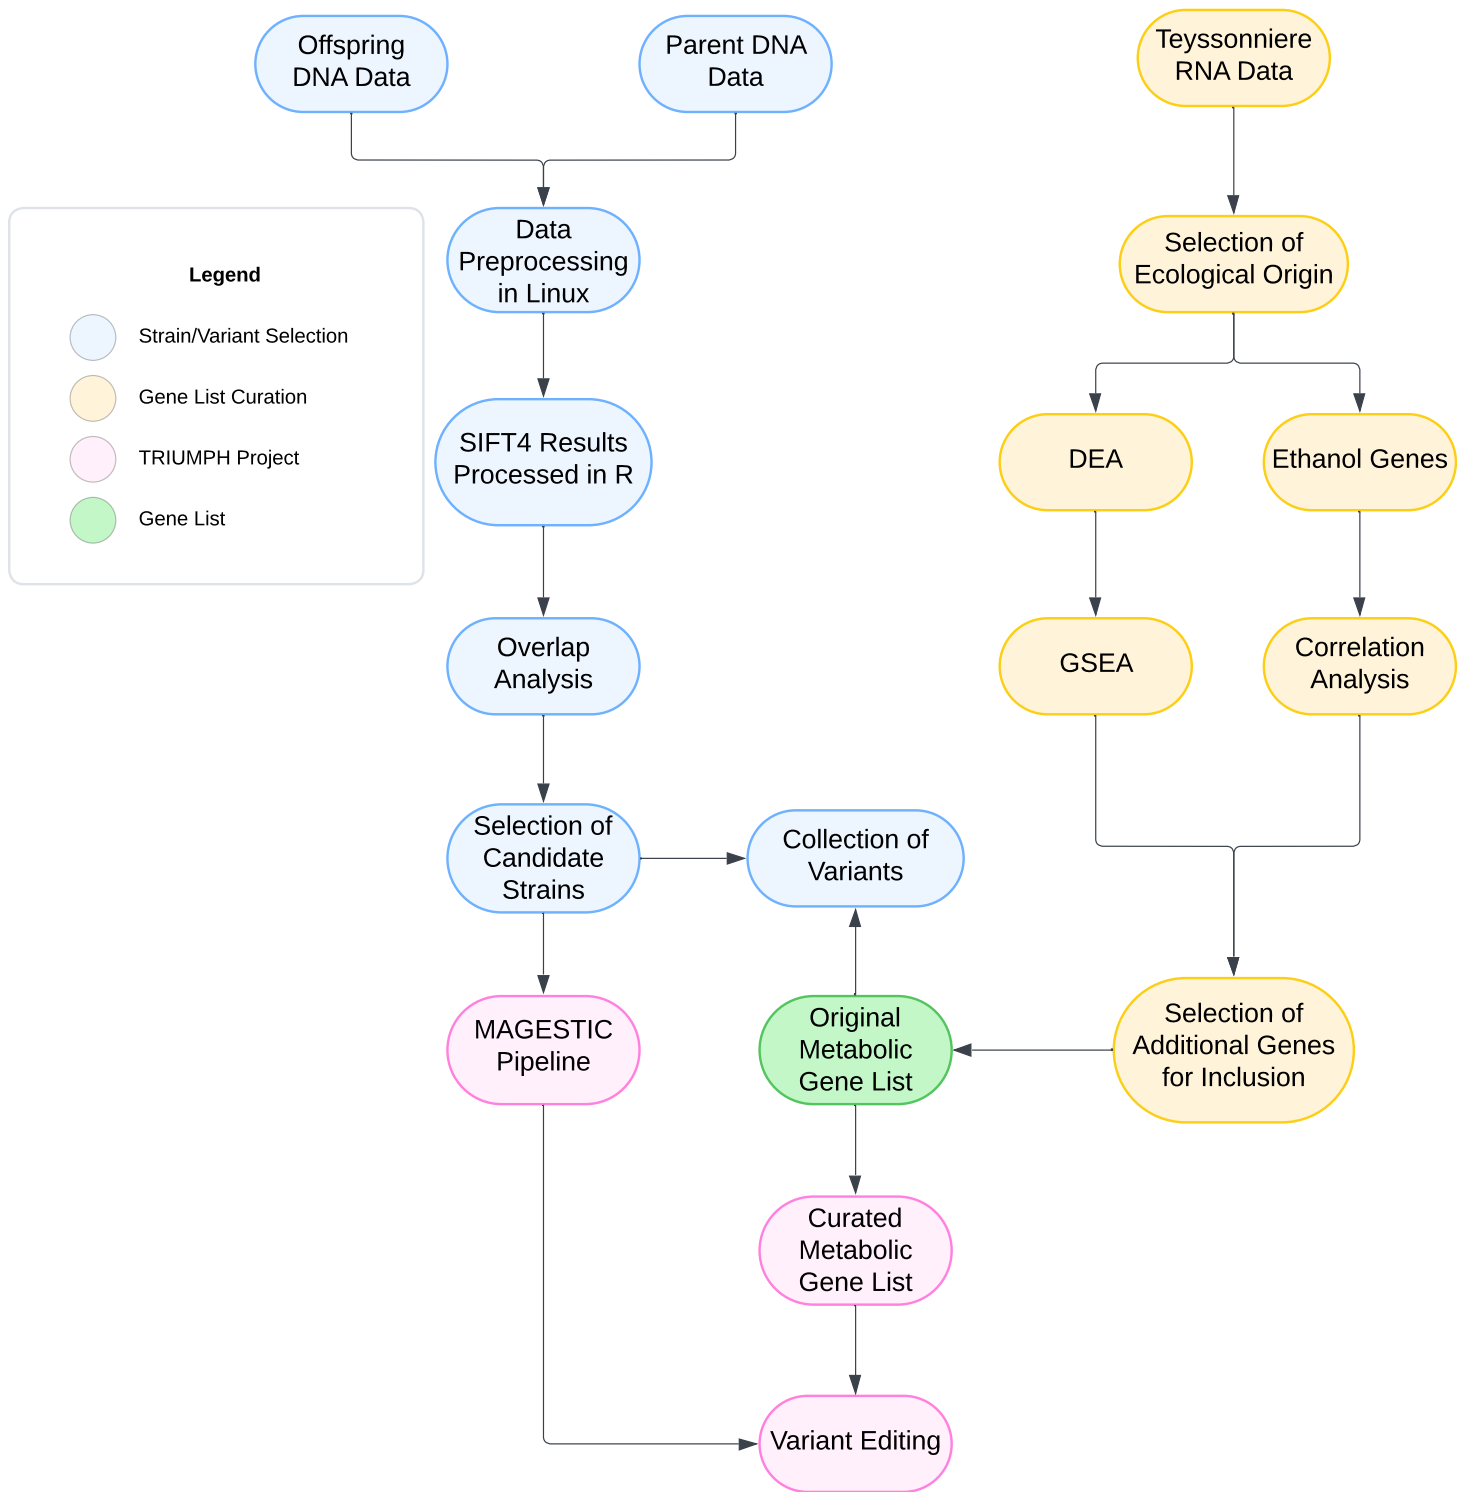 Offspring
DNA Data
Parent DNA
Data
Teyssonniere
RNA Data
Data
Preprocessing
in Linux
Selection of
Ecological Origin
Legend
Strain/Variant Selection
Gene List Curation
TRIUMPH Project
Gene List
SIFT4 Results
Processed in R
DEA
Ethanol Genes
Overlap
Analysis
GSEA
Correlation
Analysis
Selection of
Candidate
Strains
Collection of
Variants
MAGESTIC
Pipeline
Original
Metabolic
Gene List
Selection of
Additional Genes
for Inclusion
Curated
Metabolic
Gene List
Variant Editing